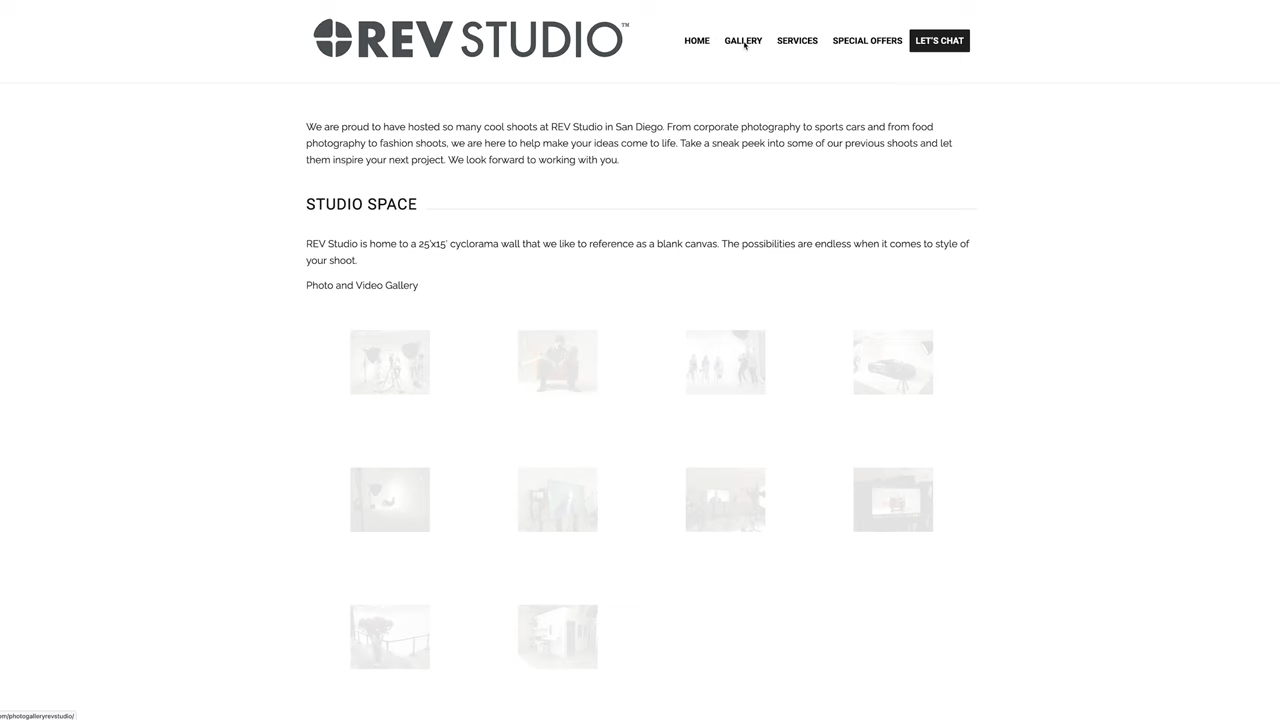 REV STUDIO™
HOME GALLERY SERVICES SPECIAL OFFERS LET'S CHAT
We are proud to have hosted so many cool shoots at REV Studio in San Diego. From corporate photography to sports cars and from food
photography to fashion shoots, we are here to help make your ideas come to life. Take a sneak peek into some of our previous shoots and let
them inspire your next project. We look forward to working with you.
STUDIO SPACE
REV Studio is home to a 25'x15' cyclorama wall that we like to reference as a blank canvas. The possibilities are endless when it comes to style of
your shoot.
Photo and Video Gallery
om/photogalleryrevstudio/